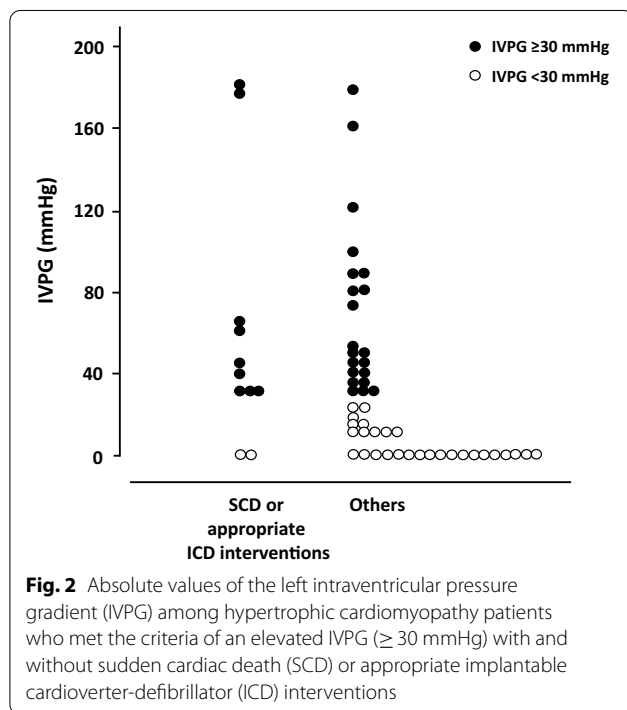 200
160
120
80
40
0
IVPG (mmHg)
IVPG ≥30 mmHg
IVPG <30 mmHg
SCD or
appropriate
ICD interventions
Others
Fig. 2 Absolute values of the left intraventricular pressure
gradient (IVPG) among hypertrophic cardiomyopathy patients
who met the criteria of an elevated IVPG (≥ 30 mmHg) with and
without sudden cardiac death (SCD) or appropriate implantable
cardioverter-defibrillator (ICD) interventions